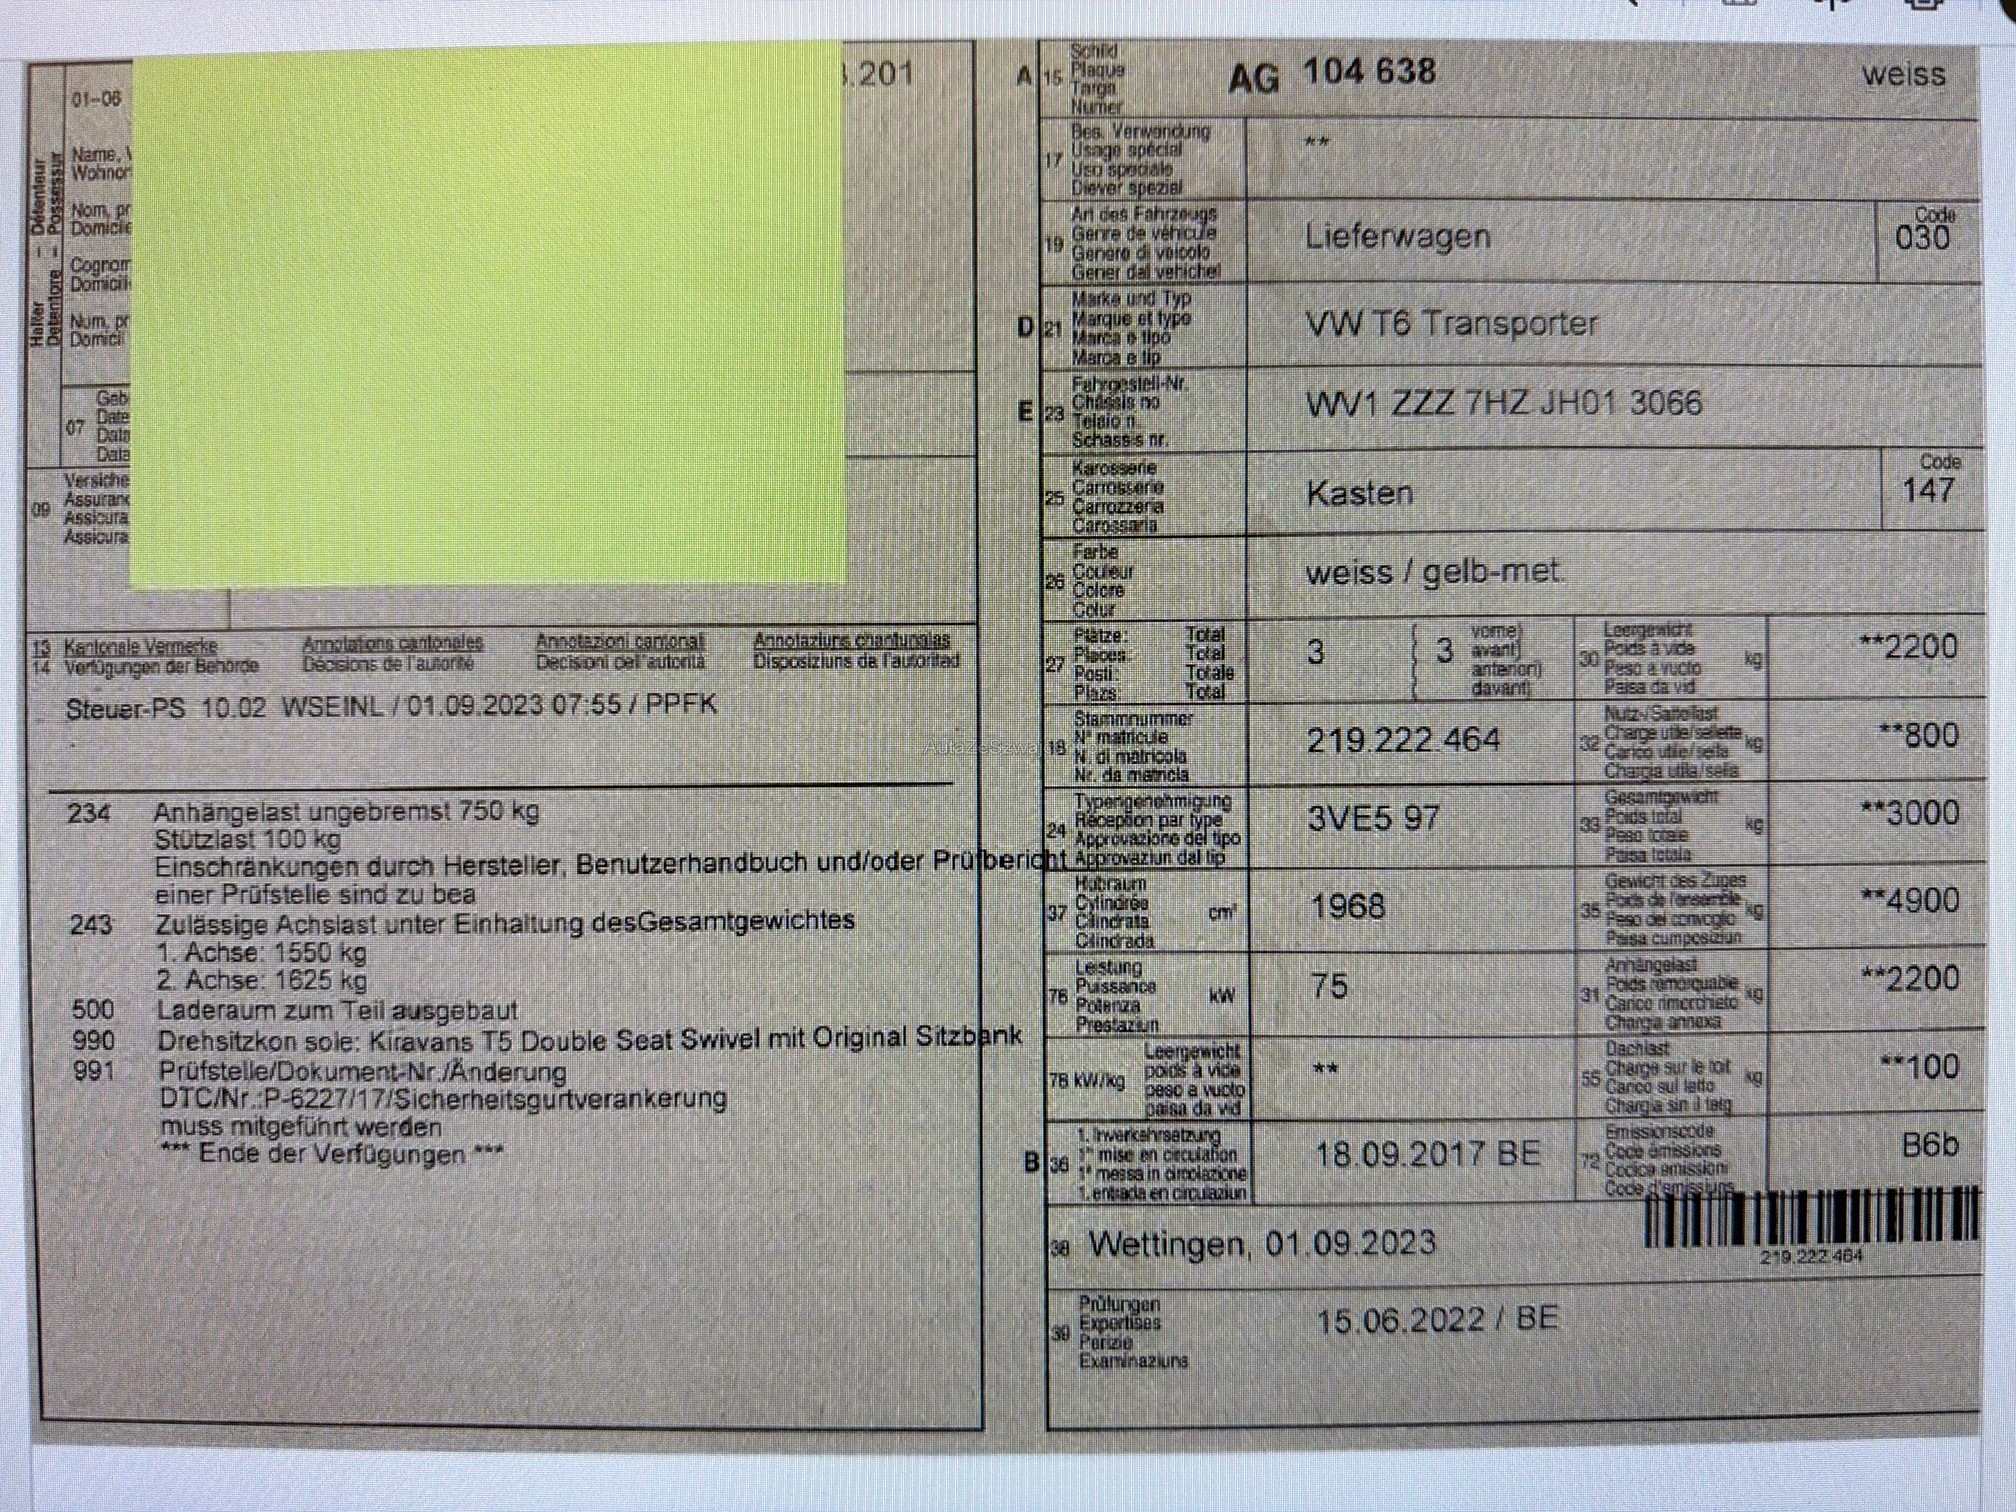 .201
01-06
Name, V
Wohnor
Nom, pr
Domicile
Cognom
Domicili
Num, pr
Domicil
Halter – Détenteur
Detentore – Possessur
07
Geb
Date
Data
Data
09
Versiche
Assuranc
Assicura
Assicura
13 Kantonale Vermerke Annotations cantonales Annotazioni cantonali Annotaziuns chantunalas
14 Verfügungen der Behörde Décisions de l'autorité Decisioni dell'autorità Disposiziuns da l'autoritad
Steuer-PS 10.02 WSEINL / 01.09.2023 07:55 / PPFK
234 Anhängelast ungebremst 750 kg
Stützlast 100 kg
Einschränkungen durch Hersteller, Benutzerhandbuch und/oder Prüfbericht
einer Prüfstelle sind zu bea
243 Zulässige Achslast unter Einhaltung desGesamtgewichtes
1. Achse: 1550 kg
2. Achse: 1625 kg
500 Laderaum zum Teil ausgebaut
990 Drehsitzkon sole: Kiravans T5 Double Seat Swivel mit Original Sitzbank
991 Prüfstelle/Dokument-Nr./Änderung
DTC/Nr.:P-6227/17/Sicherheitsgurtverankerung
muss mitgeführt werden
*** Ende der Verfügungen ***
A 15 Schild
Plaque
Targa
Numer
AG 104 638 weiss
17 Bes. Verwendung
Usage spécial
Uso speciale
Diever spezial
**
19 Art des Fahrzeugs
Genre de véhicule
Genere di veicolo
Gener dal vehichel
Lieferwagen
Code
030
D 21 Marke und Typ
Marque et type
Marca e tipo
Marca e tip
VW T6 Transporter
E 23 Fahrgestell-Nr.
Châssis no
Telaio n.
Schassis nr.
WV1 ZZZ 7HZ JH01 3066
25 Karosserie
Carrosserie
Carrozzeria
Carossaria
Kasten
Code
147
26 Farbe
Couleur
Colore
Colur
weiss / gelb-met.
27 Plätze: Total
Places: Total
Posti: Totale
Plazs: Total
3 3
vorne)
avant)
anteriori)
davant)
30 Leergewicht
Poids à vide
Peso a vuoto
Paisa da vid
kg **2200
18 Stammnummer
N° matricule
N. di matricola
Nr. da matricla
219.222.464
32 Nutz-/Sattellast
Charge utile/sellette
Carico utile/sella
Chargia utila/sella
kg **800
24 Typengenehmigung
Réception par type
Approvazione del tipo
Approvaziun dal tip
3VE5 97
33 Gesamtgewicht
Poids total
Peso totale
Paisa totala
kg **3000
37 Hubraum
Cylindrée
Cilindrata
Cilindrada
cm³ 1968
35 Gewicht des Zuges
Poids de l'ensemble
Peso del convoglio
Paisa cumposiziun
kg **4900
76 Leistung
Puissance
Potenza
Prestaziun
kW 75
31 Anhängelast
Poids remorquable
Carico rimorchiato
Chargia annexa
kg **2200
78 kW/kg Leergewicht
poids à vide
peso a vuoto
paisa da vid
**
55 Dachlast
Charge sur le toit
Carico sul tetto
Chargia sin il tetg
kg **100
B 36 1. Inverkehrsetzung
1re mise en circulation
1a messa in circolazione
1. entrada en circulaziun
18.09.2017 BE
72 Emissionscode
Code émissions
Codice emissioni
Code d'emissiuns
B6b
38 Wettingen, 01.09.2023
219.222.464
39 Prüfungen
Expertises
Perizie
Examinaziuns
15.06.2022 / BE